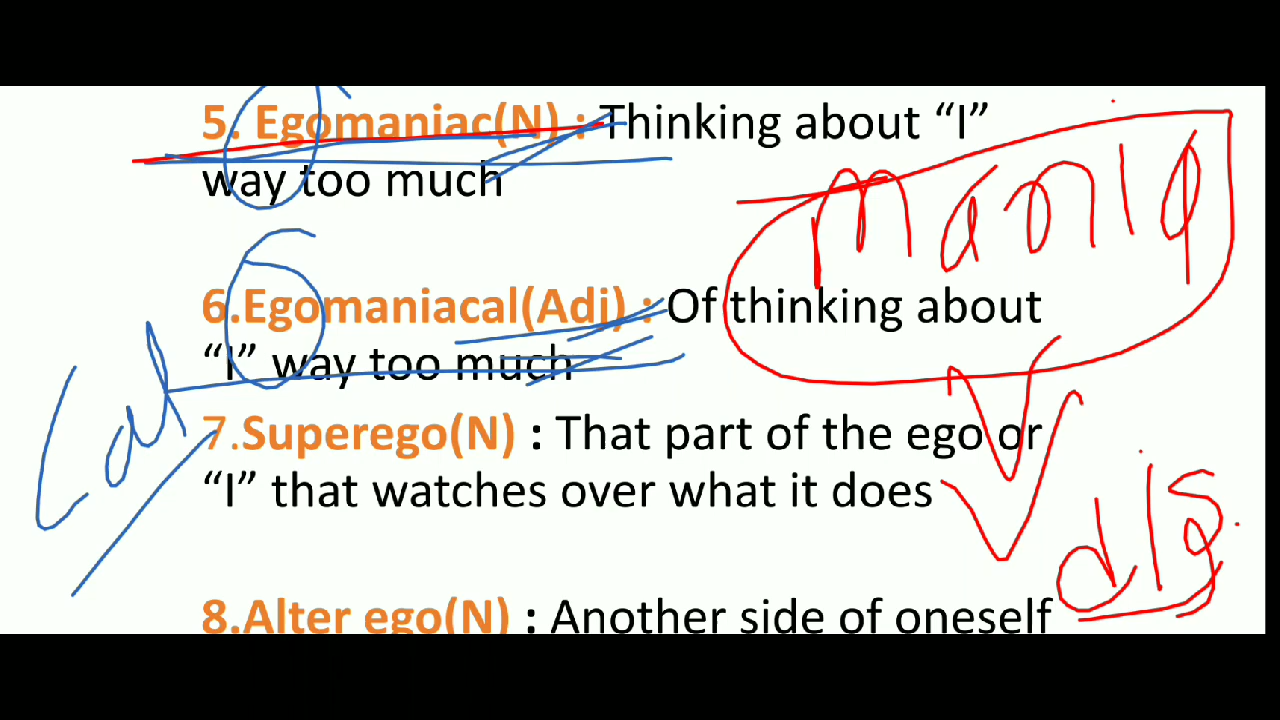 5. Egomaniac(N) : Thinking about “I”
way too much
mania
6.Egomaniacal(Adj) : Of thinking about
“I” way too much
Cal
7.Superego(N) : That part of the ego or
“I” that watches over what it does
dis
8.Alter ego(N) : Another side of oneself